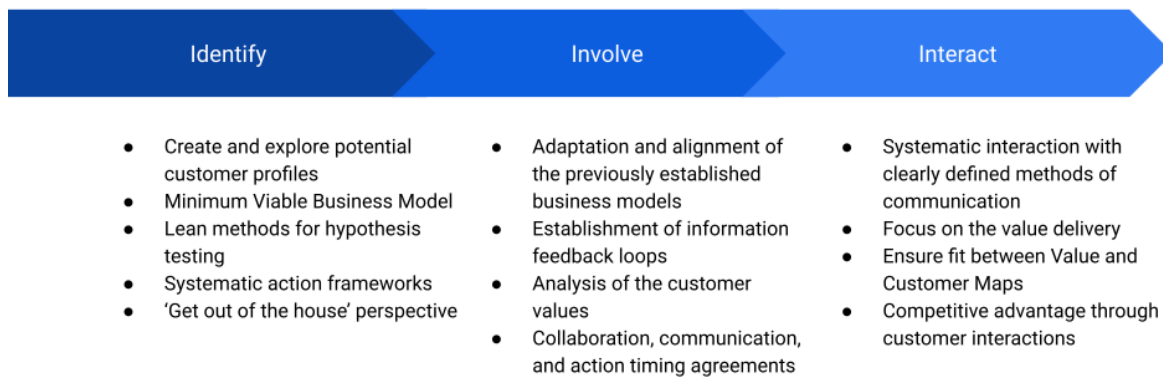 Identify
Involve
Interact
● Create and explore potential
customer profiles
● Minimum Viable Business Model
● Lean methods for hypothesis
testing
● Systematic action frameworks
● ‘Get out of the house’ perspective
● Adaptation and alignment of
the previously established
business models
● Establishment of information
feedback loops
● Analysis of the customer
values
● Collaboration, communication,
and action timing agreements
● Systematic interaction with
clearly defined methods of
communication
● Focus on the value delivery
● Ensure fit between Value and
Customer Maps
● Competitive advantage through
customer interactions